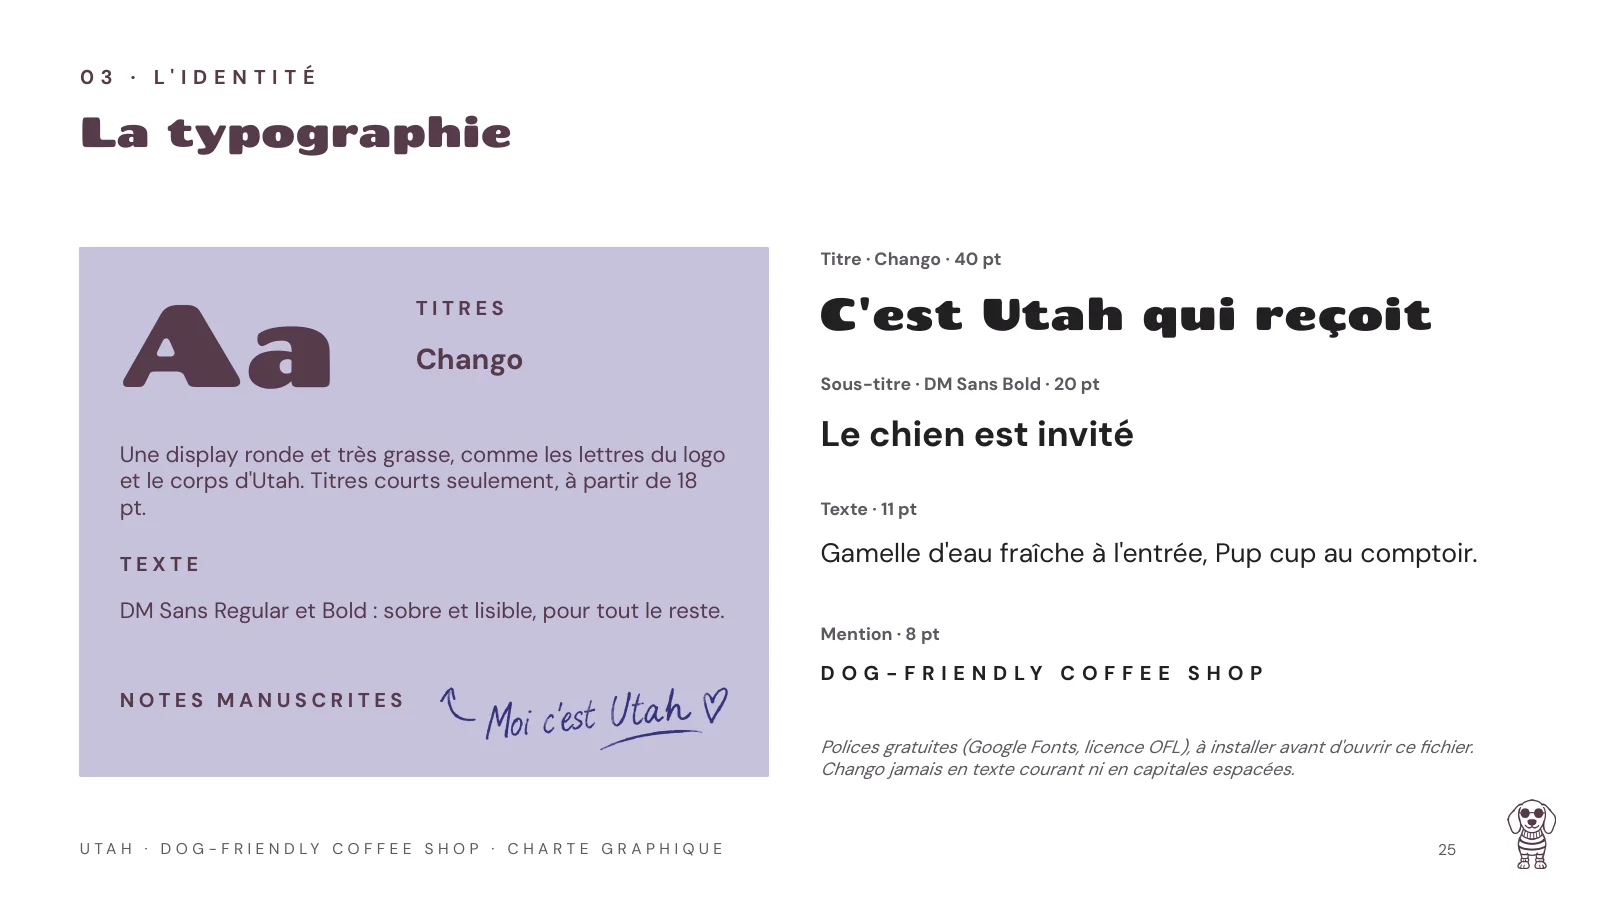 03 · L'IDENTITÉ
La typographie
Aa
TITRES
Chango
Une display ronde et très grasse, comme les lettres du logo
et le corps d'Utah. Titres courts seulement, à partir de 18
pt.
TEXTE
DM Sans Regular et Bold : sobre et lisible, pour tout le reste.
NOTES MANUSCRITES
Moi c'est Utah
Titre · Chango · 40 pt
C'est Utah qui reçoit
Sous-titre · DM Sans Bold · 20 pt
Le chien est invité
Texte · 11 pt
Gamelle d'eau fraîche à l'entrée, Pup cup au comptoir.
Mention · 8 pt
DOG-FRIENDLY COFFEE SHOP
Polices gratuites (Google Fonts, licence OFL), à installer avant d'ouvrir ce fichier.
Chango jamais en texte courant ni en capitales espacées.
UTAH · DOG-FRIENDLY COFFEE SHOP · CHARTE GRAPHIQUE
25